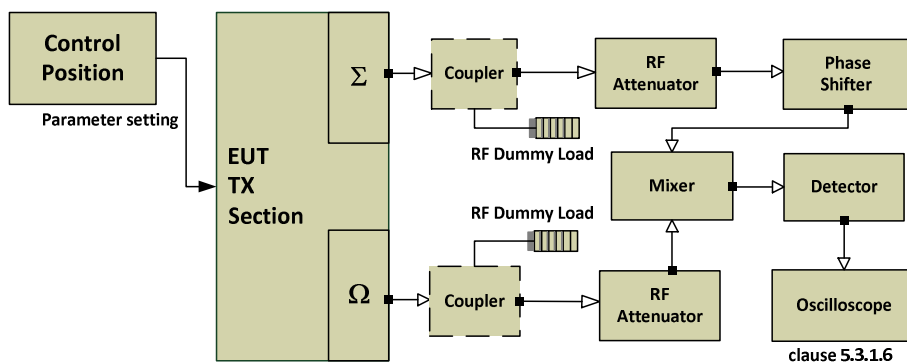 Control
Position
Parameter setting
EUT
TX
Section
Σ
Ω
Coupler
RF Dummy Load
RF
Attenuator
Phase
Shifter
Mixer
Detector
RF Dummy Load
Coupler
RF
Attenuator
Oscilloscope
clause 5.3.1.6